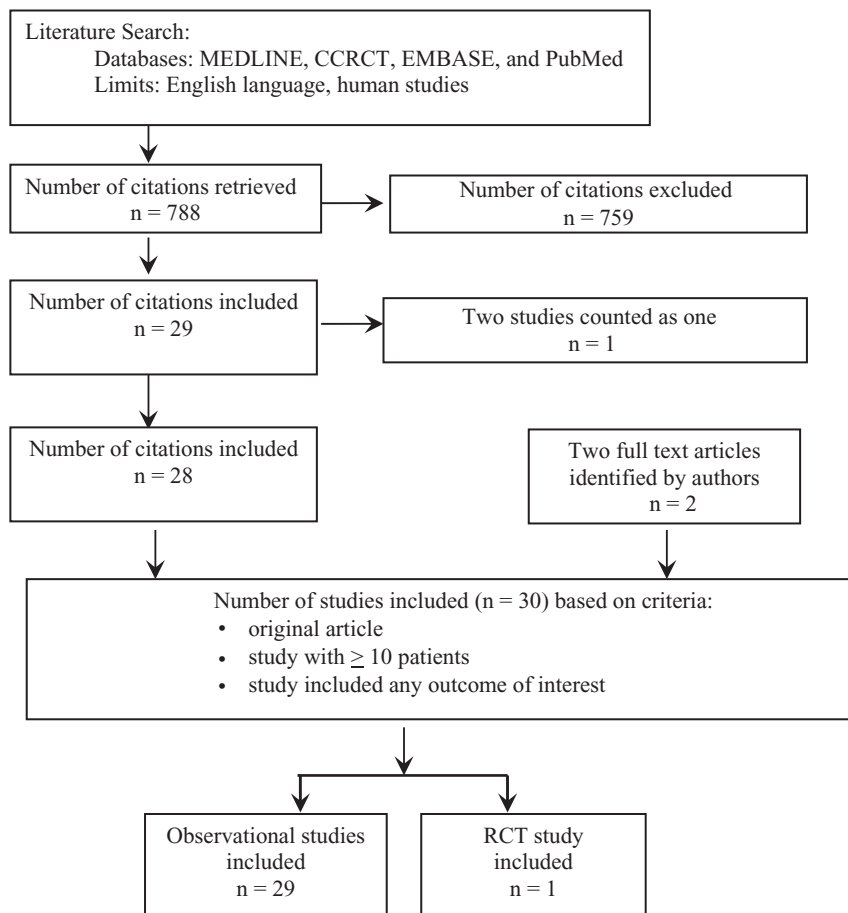 Literature Search:
Databases: MEDLINE, CCRCT, EMBASE, and PubMed
Limits: English language, human studies
Number of citations retrieved
n = 788
Number of citations excluded
n = 759
Number of citations included
n = 29
Two studies counted as one
n = 1
Number of citations included
n = 28
Two full text articles
identified by authors
n = 2
Number of studies included (n = 30) based on criteria:
• original article
• study with ≥ 10 patients
• study included any outcome of interest
Observational studies
included
n = 29
RCT study
included
n = 1